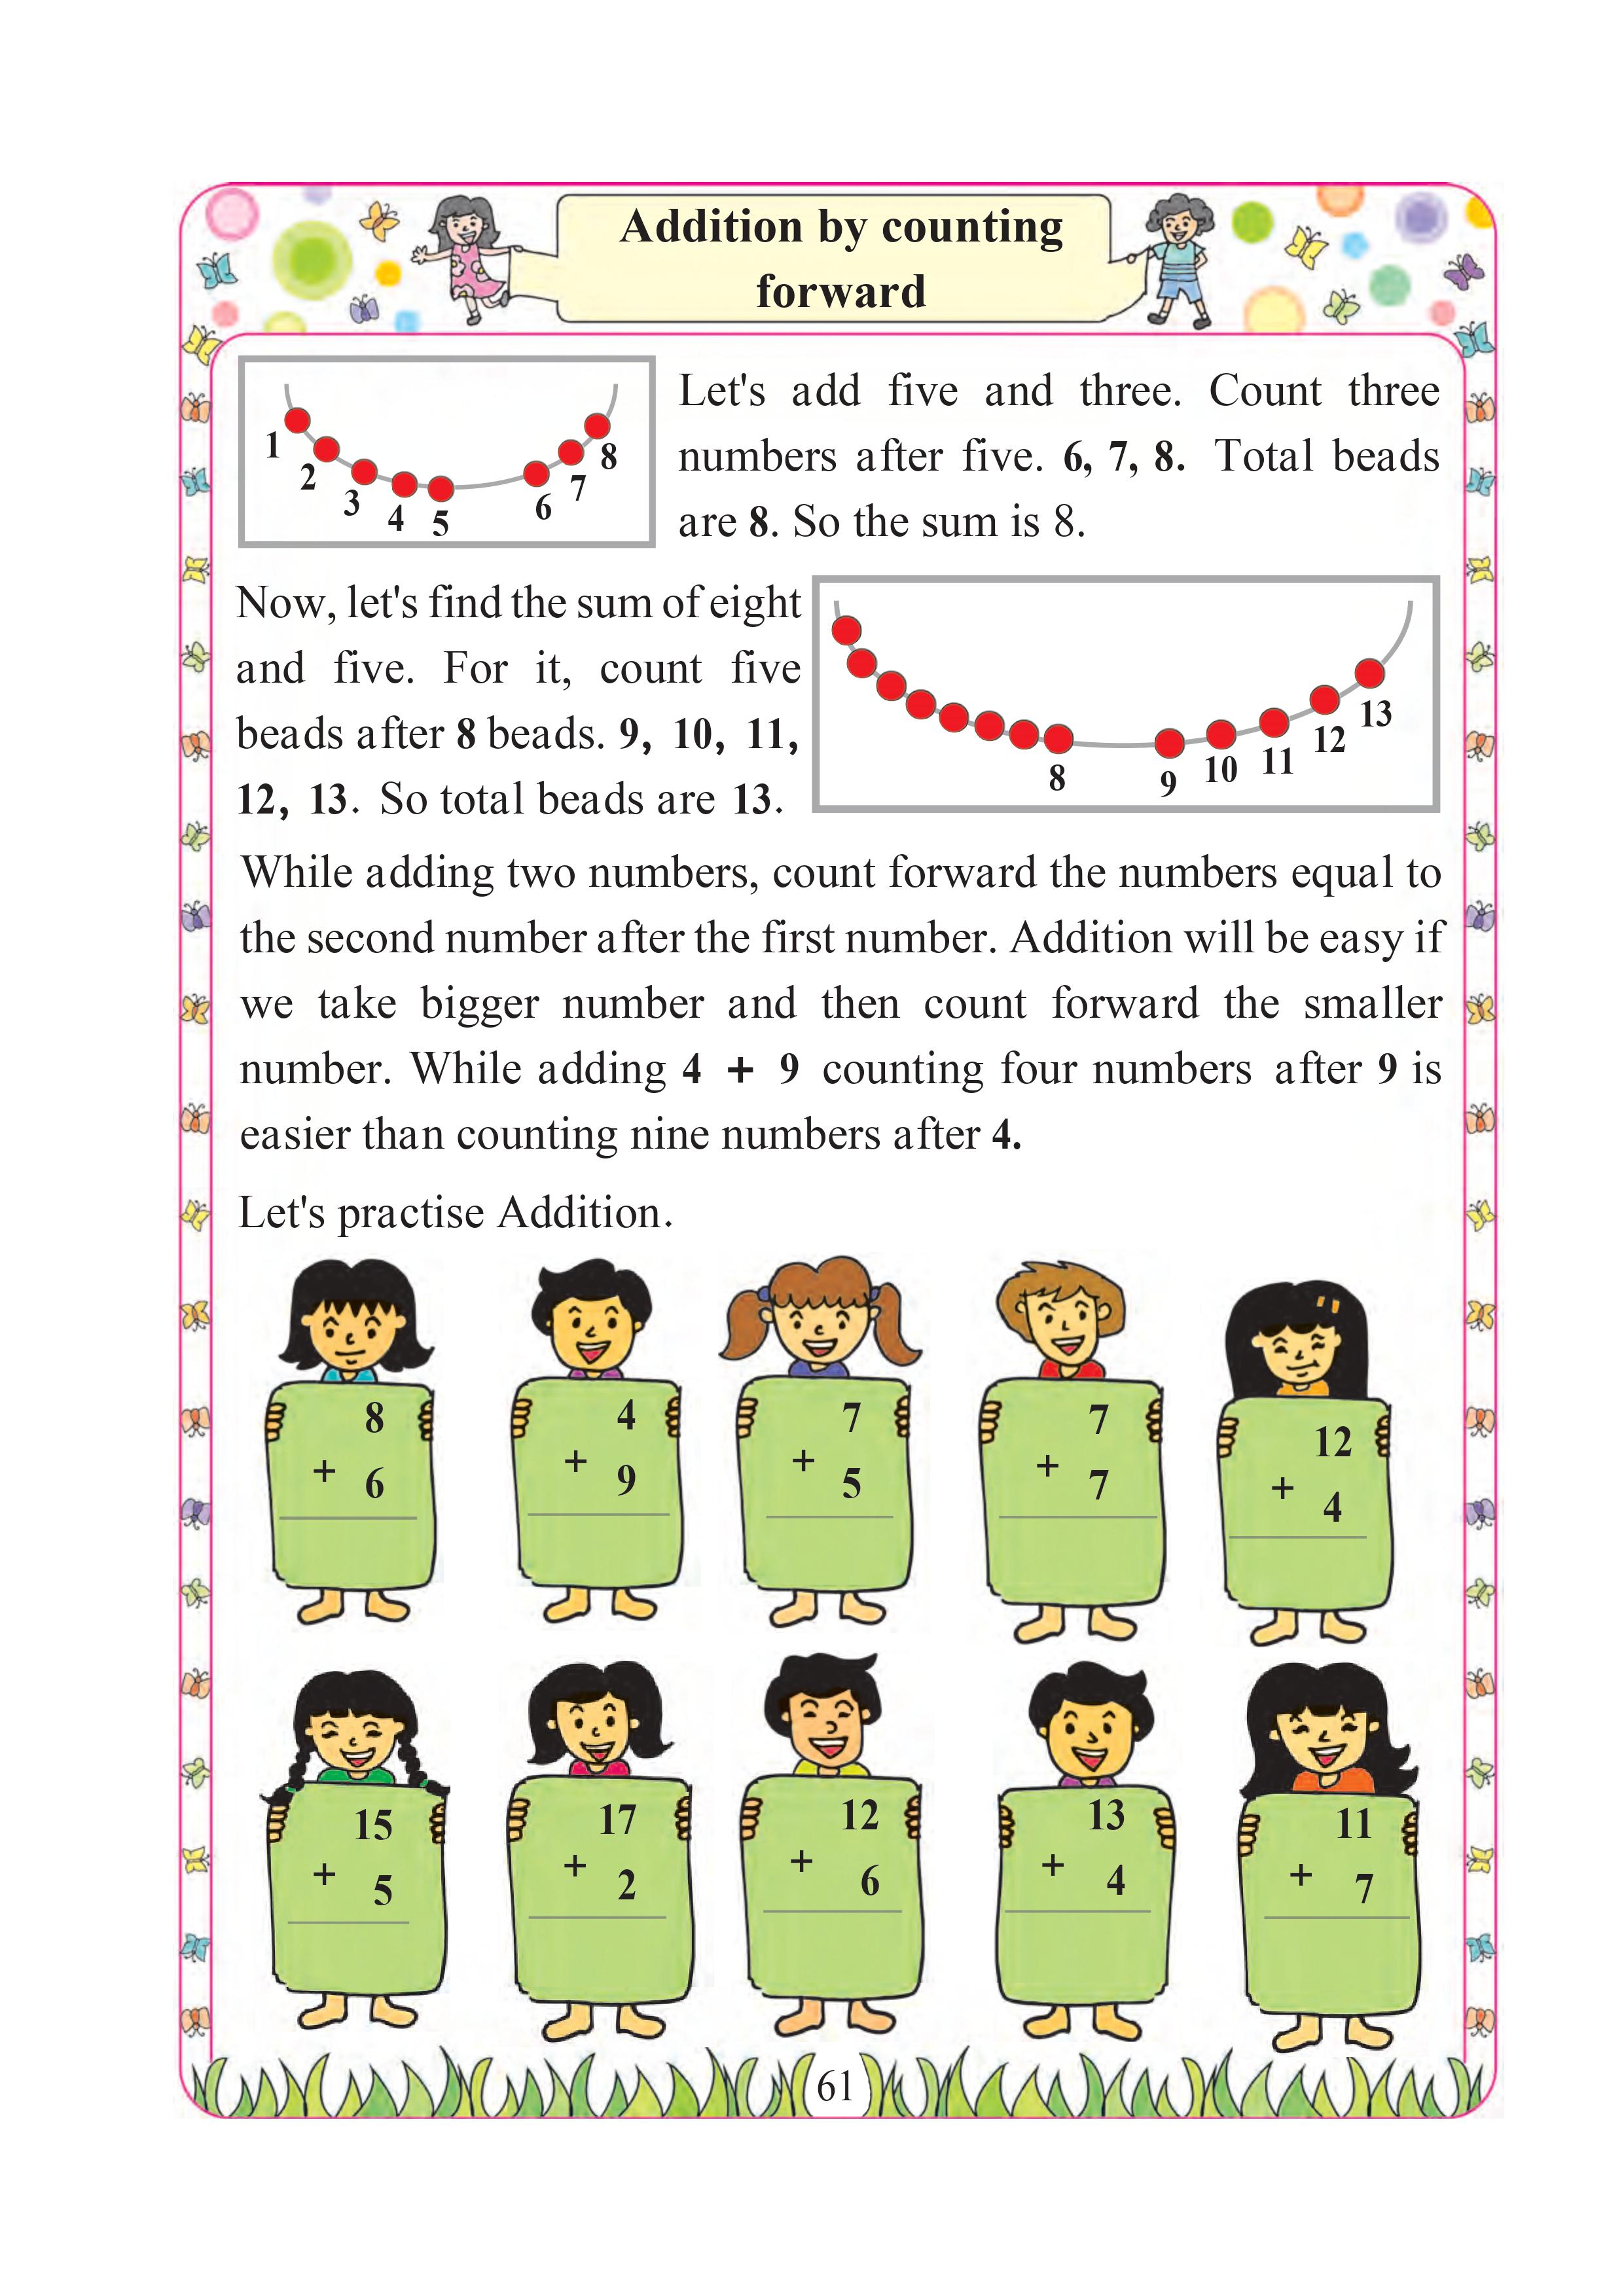 Addition by counting
forward
1
2
3
4
5
6
7
8
Let's add five and three. Count three
numbers after five. 6, 7, 8. Total beads
are 8. So the sum is 8.
Now, let's find the sum of eight
and five. For it, count five
beads after 8 beads. 9, 10, 11,
12, 13. So total beads are 13.
8
9
10
11
12
13
While adding two numbers, count forward the numbers equal to
the second number after the first number. Addition will be easy if
we take bigger number and then count forward the smaller
number. While adding 4 + 9 counting four numbers after 9 is
easier than counting nine numbers after 4.
Let's practise Addition.
8
+ 6
4
+ 9
7
+ 5
7
+ 7
12
+ 4
15
+ 5
17
+ 2
12
+ 6
13
+ 4
11
+ 7
61